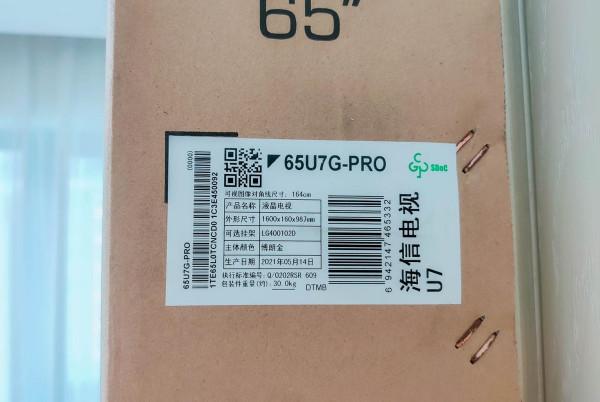 65"
65U7G-PRO
SDoC
(0000)
65U7G-PRO
1TE65L0TCNCD0 1C3E450092
可视图像对角线尺寸: 164cm
产品名称 液晶电视
外形尺寸 1600x160x987mm
可选挂架 LG400102D
主体颜色 博朗金
生产日期 2021年05月14日
执行标准编号: Q/0202RSR 609
包装件重量(约): 30.0kg
DTMB
6 942147 465332
海信电视
U7